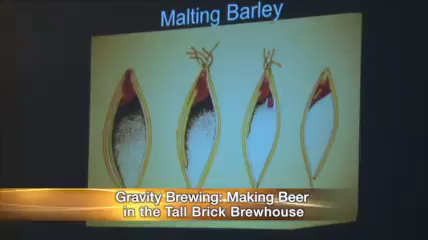 Malting Barley
Gravity Brewing: Making Beer
in the Tall Brick Brewhouse